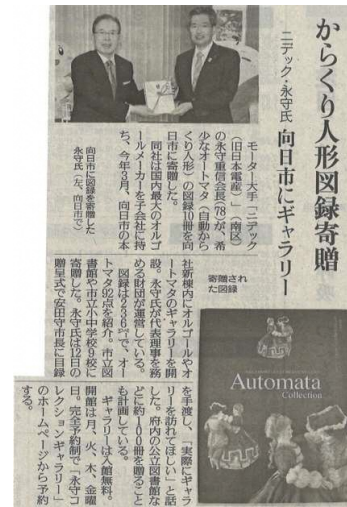 からくり人形図録寄贈
ニデック・永守氏
向日市にギャラリー
モーター大手「ニデック
(旧日本電産)」(南区)
の永守重信会長(78)が、希
少なオートマタ(自動から
くり人形)の図録10冊を向
日市に寄贈した。
同社は国内最大のオルゴ
ールメーカーを子会社に持
ち、今年3月、向日市の本
向日市に図録を寄贈した
永守氏(左、向日市で)
社新棟内にオルゴールやオ
ートマタのギャラリーを開
設。永守氏が代表理事を務
める財団が運営している。
図録は236㌻で、オー
トマタ92点を紹介。市立図
書館や市立小中学校9校に
寄贈した。永守氏は12日の
贈呈式で安田守市長に目録
寄贈され
た図録
Automata
Collection
を手渡し、「実際にギャラ
リーを訪れてほしい」と話
した。府内の公立図書館な
どに約100冊を贈ること
も計画している。
ギャラリーは入館無料。
開館は月、火、木、金曜
日。完全予約制で「永守コ
レクションギャラリー」
のホームページから予約
する。